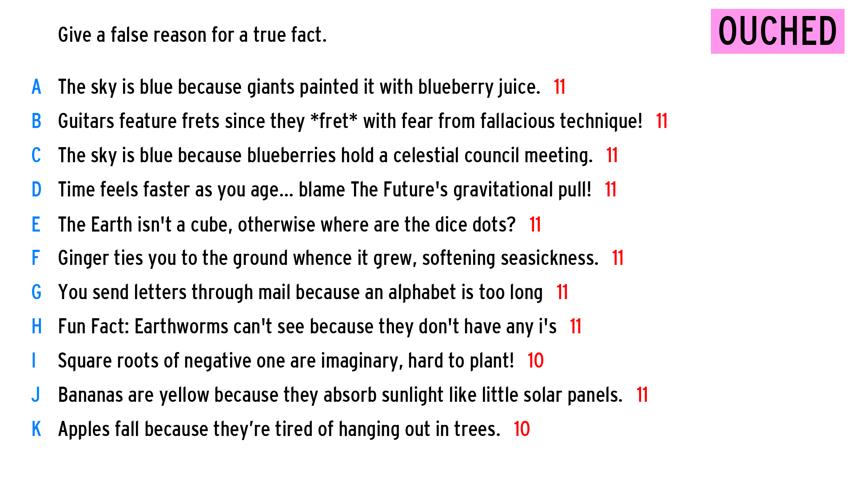 Give a false reason for a true fact.
OUCHED
A The sky is blue because giants painted it with blueberry juice. 11
B Guitars feature frets since they *fret* with fear from fallacious technique! 11
C The sky is blue because blueberries hold a celestial council meeting. 11
D Time feels faster as you age... blame The Future's gravitational pull! 11
E The Earth isn't a cube, otherwise where are the dice dots? 11
F Ginger ties you to the ground whence it grew, softening seasickness. 11
G You send letters through mail because an alphabet is too long 11
H Fun Fact: Earthworms can't see because they don't have any i's 11
I Square roots of negative one are imaginary, hard to plant! 10
J Bananas are yellow because they absorb sunlight like little solar panels. 11
K Apples fall because they’re tired of hanging out in trees. 10